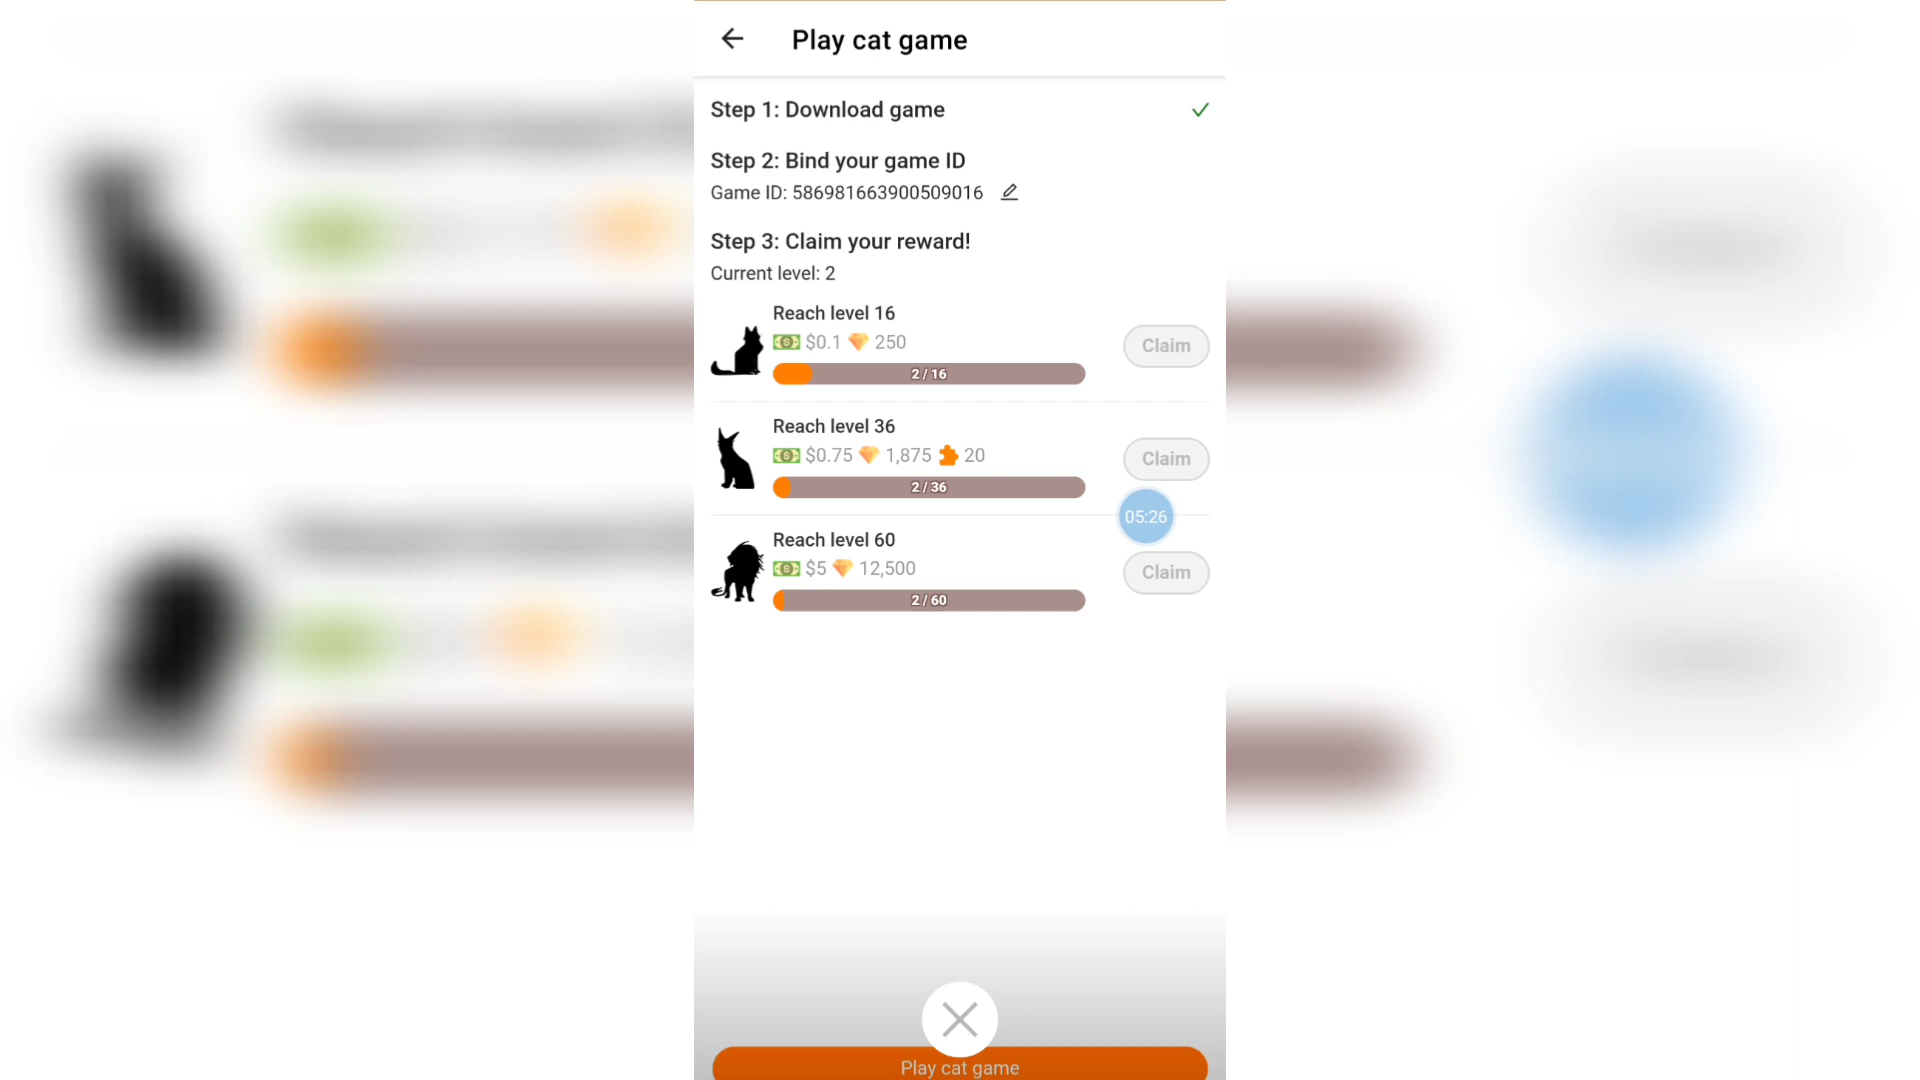 Play cat game
Step 1: Download game
Step 2: Bind your game ID
Game ID: 586981663900509016
Step 3: Claim your reward!
Current level: 2
Reach level 16
$0.1 250
Claim
2 / 16
Reach level 36
$0.75 1,875 20
Claim
2 / 36
05:26
Reach level 60
$5 12,500
Claim
2 / 60
Play cat game